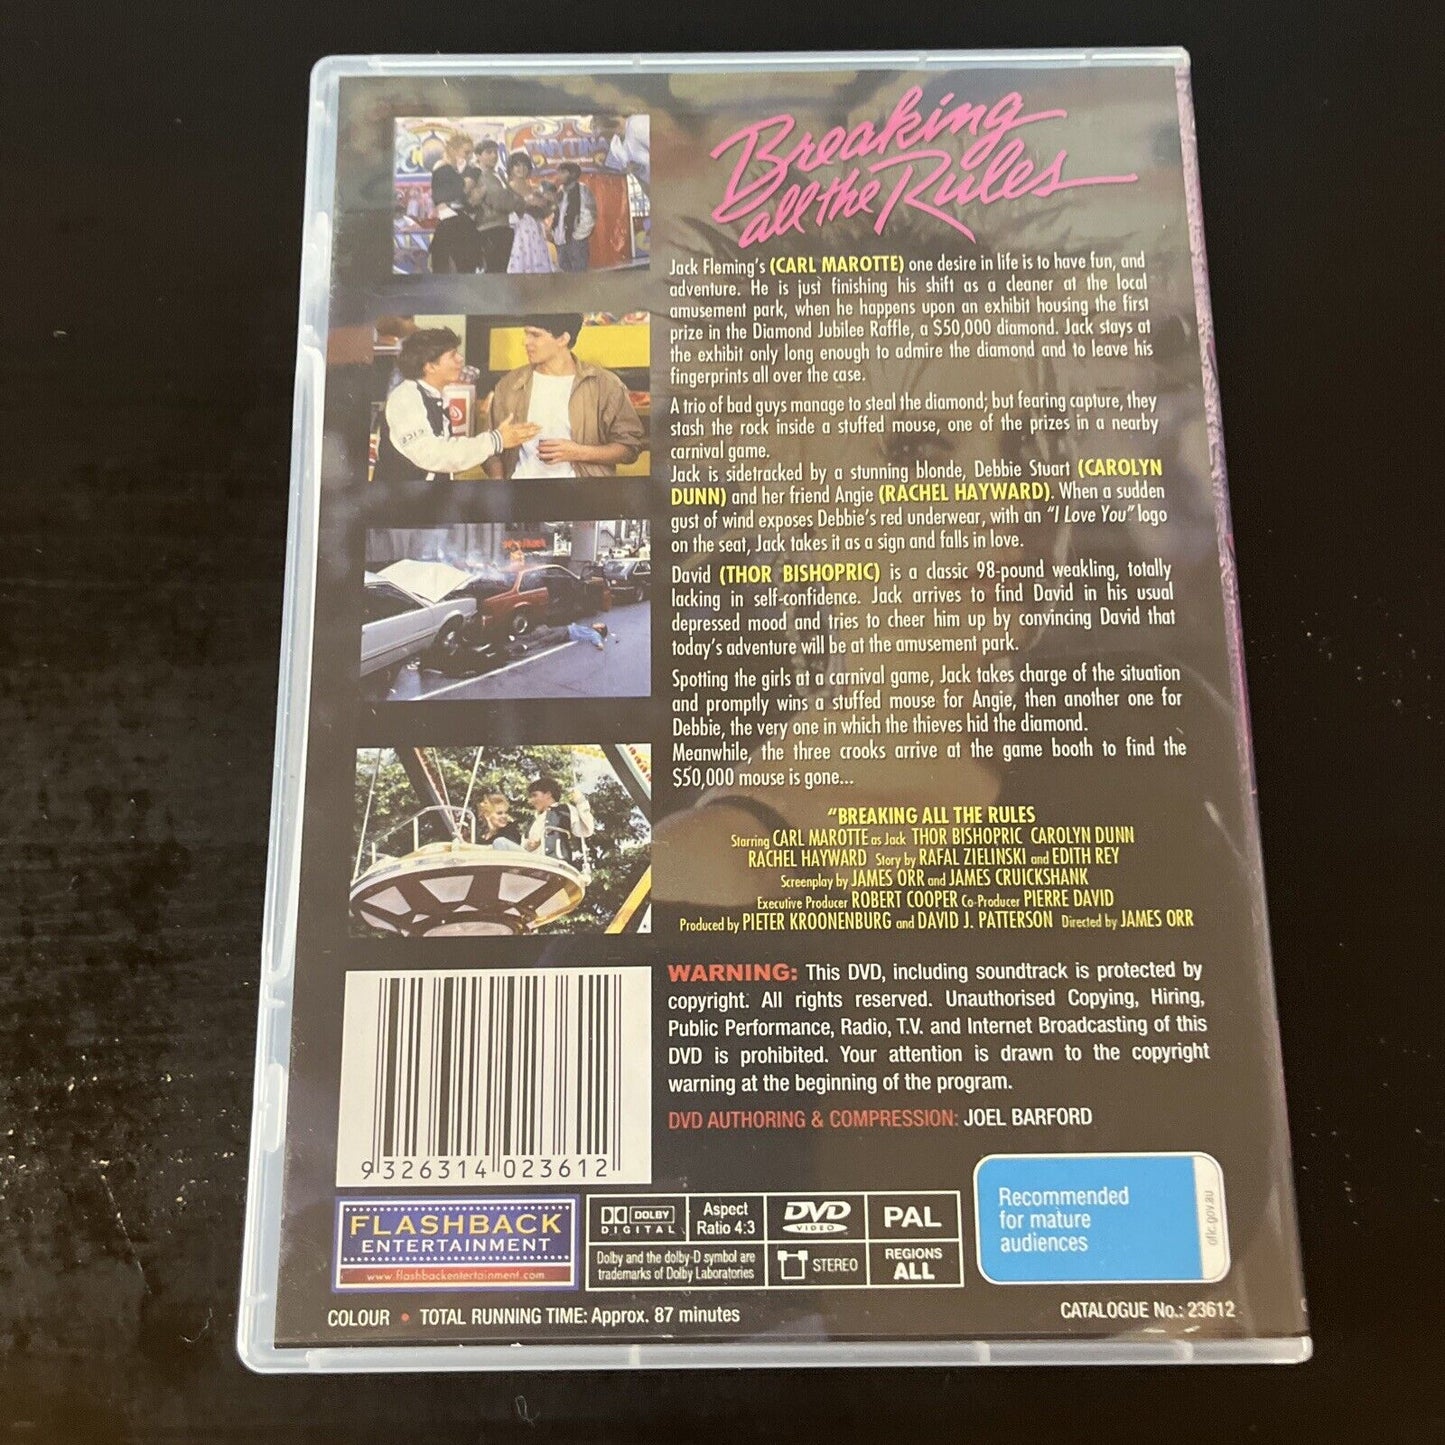 Breaking
all the Rules
Jack Fleming's (CARL MAROTTE) one desire in life is to have fun, and
adventure. He is just finishing his shift as a cleaner at the local
amusement park, when he happens upon an exhibit housing the first
prize in the Diamond Jubilee Raffle, a $50,000 diamond. Jack stays at
the exhibit only long enough to admire the diamond and to leave his
fingerprints all over the case.
A trio of bad guys manage to steal the diamond; but fearing capture, they
stash the rock inside a stuffed mouse, one of the prizes in a nearby
carnival game.
Jack is sidetracked by a stunning blonde, Debbie Stuart (CAROLYN
DUNN) and her friend Angie (RACHEL HAYWARD). When a sudden
gust of wind exposes Debbie's red underwear, with an "I Love You" logo
on the seat, Jack takes it as a sign and falls in love.
David (THOR BISHOPRIC) is a classic 98-pound weakling, totally
lacking in self-confidence. Jack arrives to find David in his usual
depressed mood and tries to cheer him up by convincing David that
today's adventure will be at the amusement park.
Spotting the girls at a carnival game, Jack takes charge of the situation
and promptly wins a stuffed mouse for Angie, then another one for
Debbie, the very one in which the thieves hid the diamond.
Meanwhile, the three crooks arrive at the game booth to find the
$50,000 mouse is gone...
"BREAKING ALL THE RULES
Starring CARL MAROTTE as Jack THOR BISHOPRIC CAROLYN DUNN
RACHEL HAYWARD Story by RAFAL ZIELINSKI and EDITH REY
Screenplay by JAMES ORR and JAMES CRUICKSHANK
Executive Producer ROBERT COOPER Co-Producer PIERRE DAVID
Produced by PIETER KROONENBURG and DAVID J. PATTERSON Directed by JAMES ORR
WARNING: This DVD, including soundtrack is protected by
copyright. All rights reserved. Unauthorised Copying, Hiring,
Public Performance, Radio, T.V. and Internet Broadcasting of this
DVD is prohibited. Your attention is drawn to the copyright
warning at the beginning of the program.
DVD AUTHORING & COMPRESSION: JOEL BARFORD
9 326314 023612
FLASHBACK
ENTERTAINMENT
www.flashbackentertainment.com
DOLBY
DIGITAL
Aspect
Ratio 4:3
DVD
VIDEO
PAL
Dolby and the dolby-D symbol are
trademarks of Dolby Laboratories
STEREO
REGIONS
ALL
Recommended
for mature
audiences
oflc.gov.au
COLOUR • TOTAL RUNNING TIME: Approx. 87 minutes
CATALOGUE No.: 23612